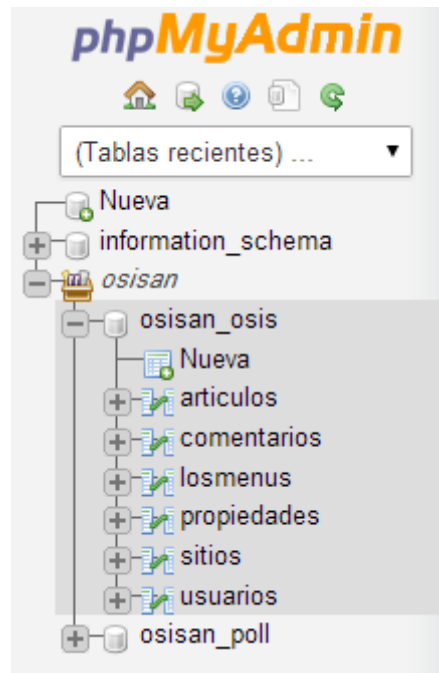 phpMyAdmin
(Tablas recientes) ...
Nueva
information_schema
osisan
osisan_osis
Nueva
articulos
comentarios
losmenus
propiedades
sitios
usuarios
osisan_poll